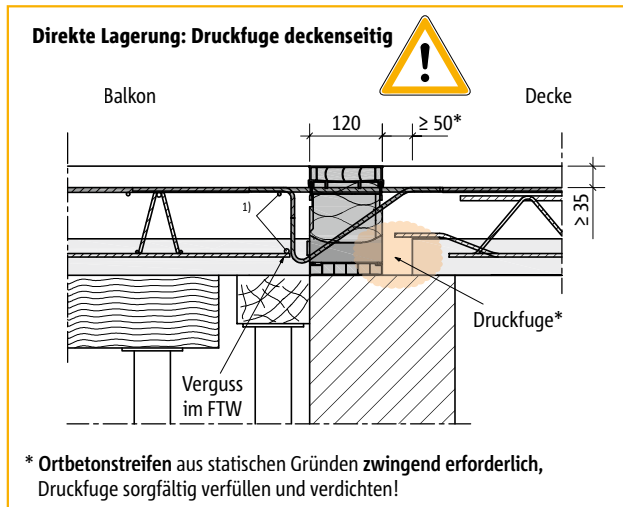 Direkte Lagerung: Druckfuge deckenseitig
!
Balkon
Decke
120
≥ 50*
1)
≥ 35
Druckfuge*
Verguss
im FTW
* Ortbetonstreifen aus statischen Gründen zwingend erforderlich,
Druckfuge sorgfältig verfüllen und verdichten!